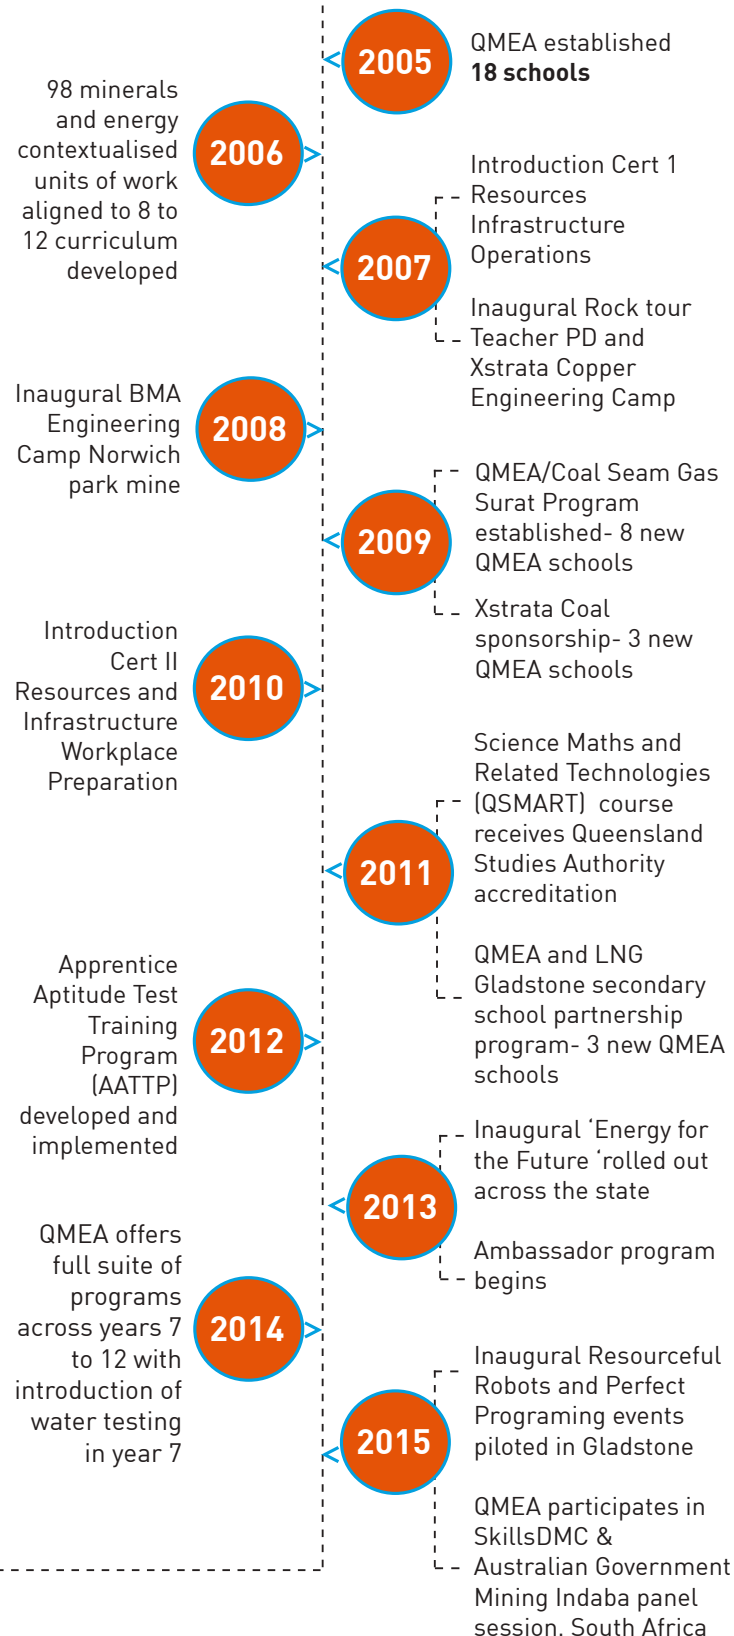 2005
QMEA established
18 schools
2006
98 minerals
and energy
contextualised
units of work
aligned to 8 to
12 curriculum
developed
2007
Introduction Cert 1
Resources
Infrastructure
Operations
Inaugural Rock tour
Teacher PD and
Xstrata Copper
Engineering Camp
2008
Inaugural BMA
Engineering
Camp Norwich
park mine
2009
QMEA/Coal Seam Gas
Surat Program
established- 8 new
QMEA schools
Xstrata Coal
sponsorship- 3 new
QMEA schools
2010
Introduction
Cert II
Resources and
Infrastructure
Workplace
Preparation
2011
Science Maths and
Related Technologies
(QSMART) course
receives Queensland
Studies Authority
accreditation
QMEA and LNG
Gladstone secondary
school partnership
program- 3 new QMEA
schools
2012
Apprentice
Aptitude Test
Training
Program
(AATTP)
developed and
implemented
2013
Inaugural ‘Energy for
the Future ‘rolled out
across the state
Ambassador program
begins
2014
QMEA offers
full suite of
programs
across years 7
to 12 with
introduction of
water testing
in year 7
2015
Inaugural Resourceful
Robots and Perfect
Programing events
piloted in Gladstone
QMEA participates in
SkillsDMC &
Australian Government
Mining Indaba panel
session, South Africa